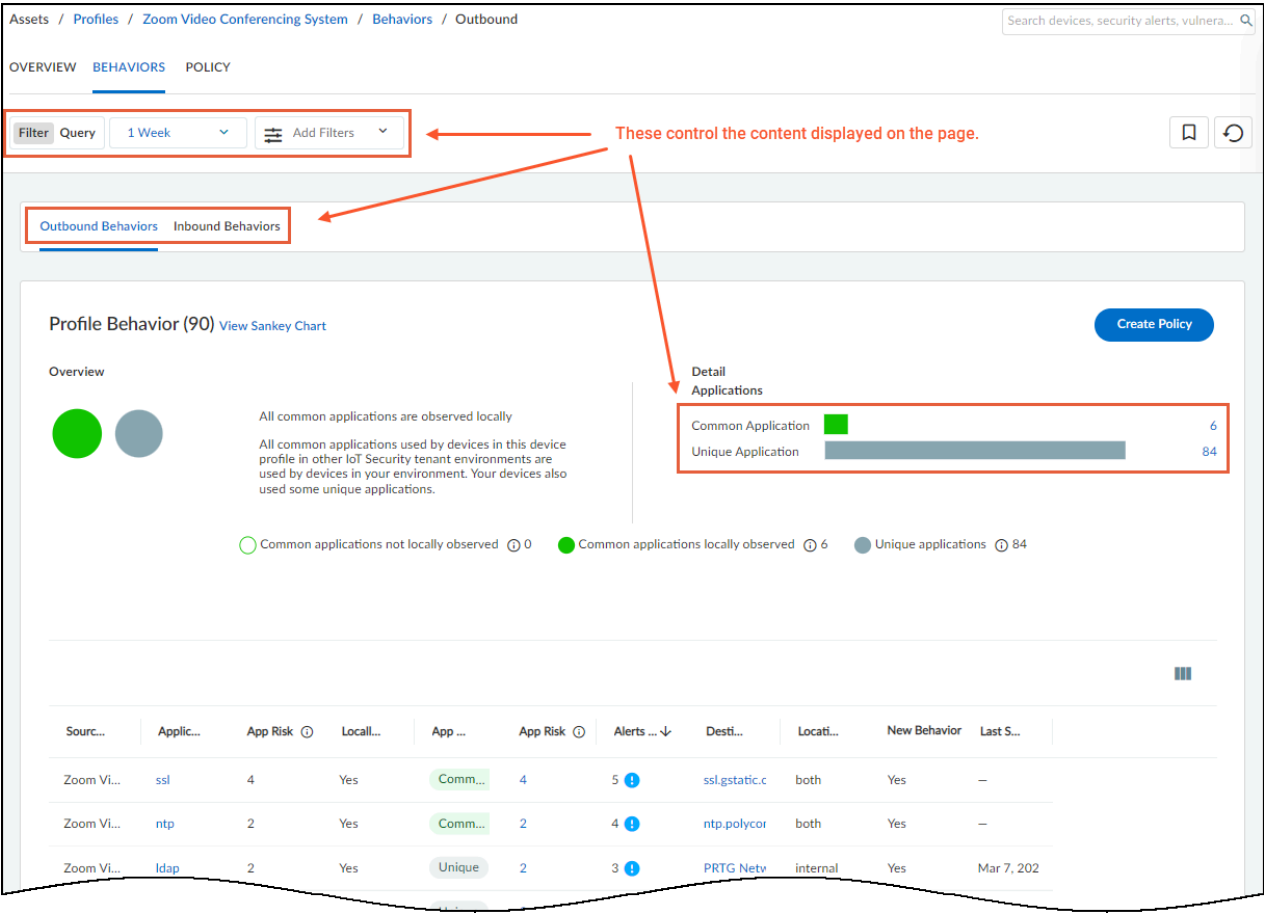 Assets / Profiles / Zoom Video Conferencing System / Behaviors / Outbound
Search devices, security alerts, vulnera...
OVERVIEW BEHAVIORS POLICY
Filter Query 1 Week Add Filters
These control the content displayed on the page.
Outbound Behaviors Inbound Behaviors
Profile Behavior (90) View Sankey Chart
Create Policy
Overview
All common applications are observed locally
All common applications used by devices in this device
profile in other IoT Security tenant environments are
used by devices in your environment. Your devices also
used some unique applications.
Detail
Applications
Common Application 6
Unique Application 84
Common applications not locally observed 0 Common applications locally observed 6 Unique applications 84
Sourc... Applic... App Risk Locall... App ... App Risk Alerts ... Desti... Locati... New Behavior Last S...
Zoom Vi... ssl 4 Yes Comm... 4 5 ssl.gstatic.c both Yes –
Zoom Vi... ntp 2 Yes Comm... 2 4 ntp.polycor both Yes –
Zoom Vi... ldap 2 Yes Unique 2 3 PRTG Netw internal Yes Mar 7, 202